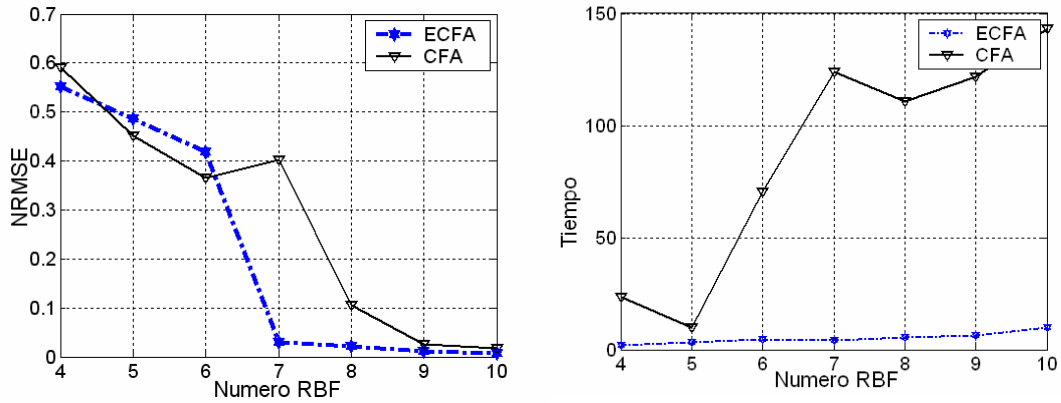 0.7
0.6
0.5
0.4
0.3
0.2
0.1
0
NRMSE
4 5 6 7 8 9 10
Numero RBF
ECFA
CFA
150
100
50
0
Tiempo
4 5 6 7 8 9 10
Numero RBF
ECFA
CFA